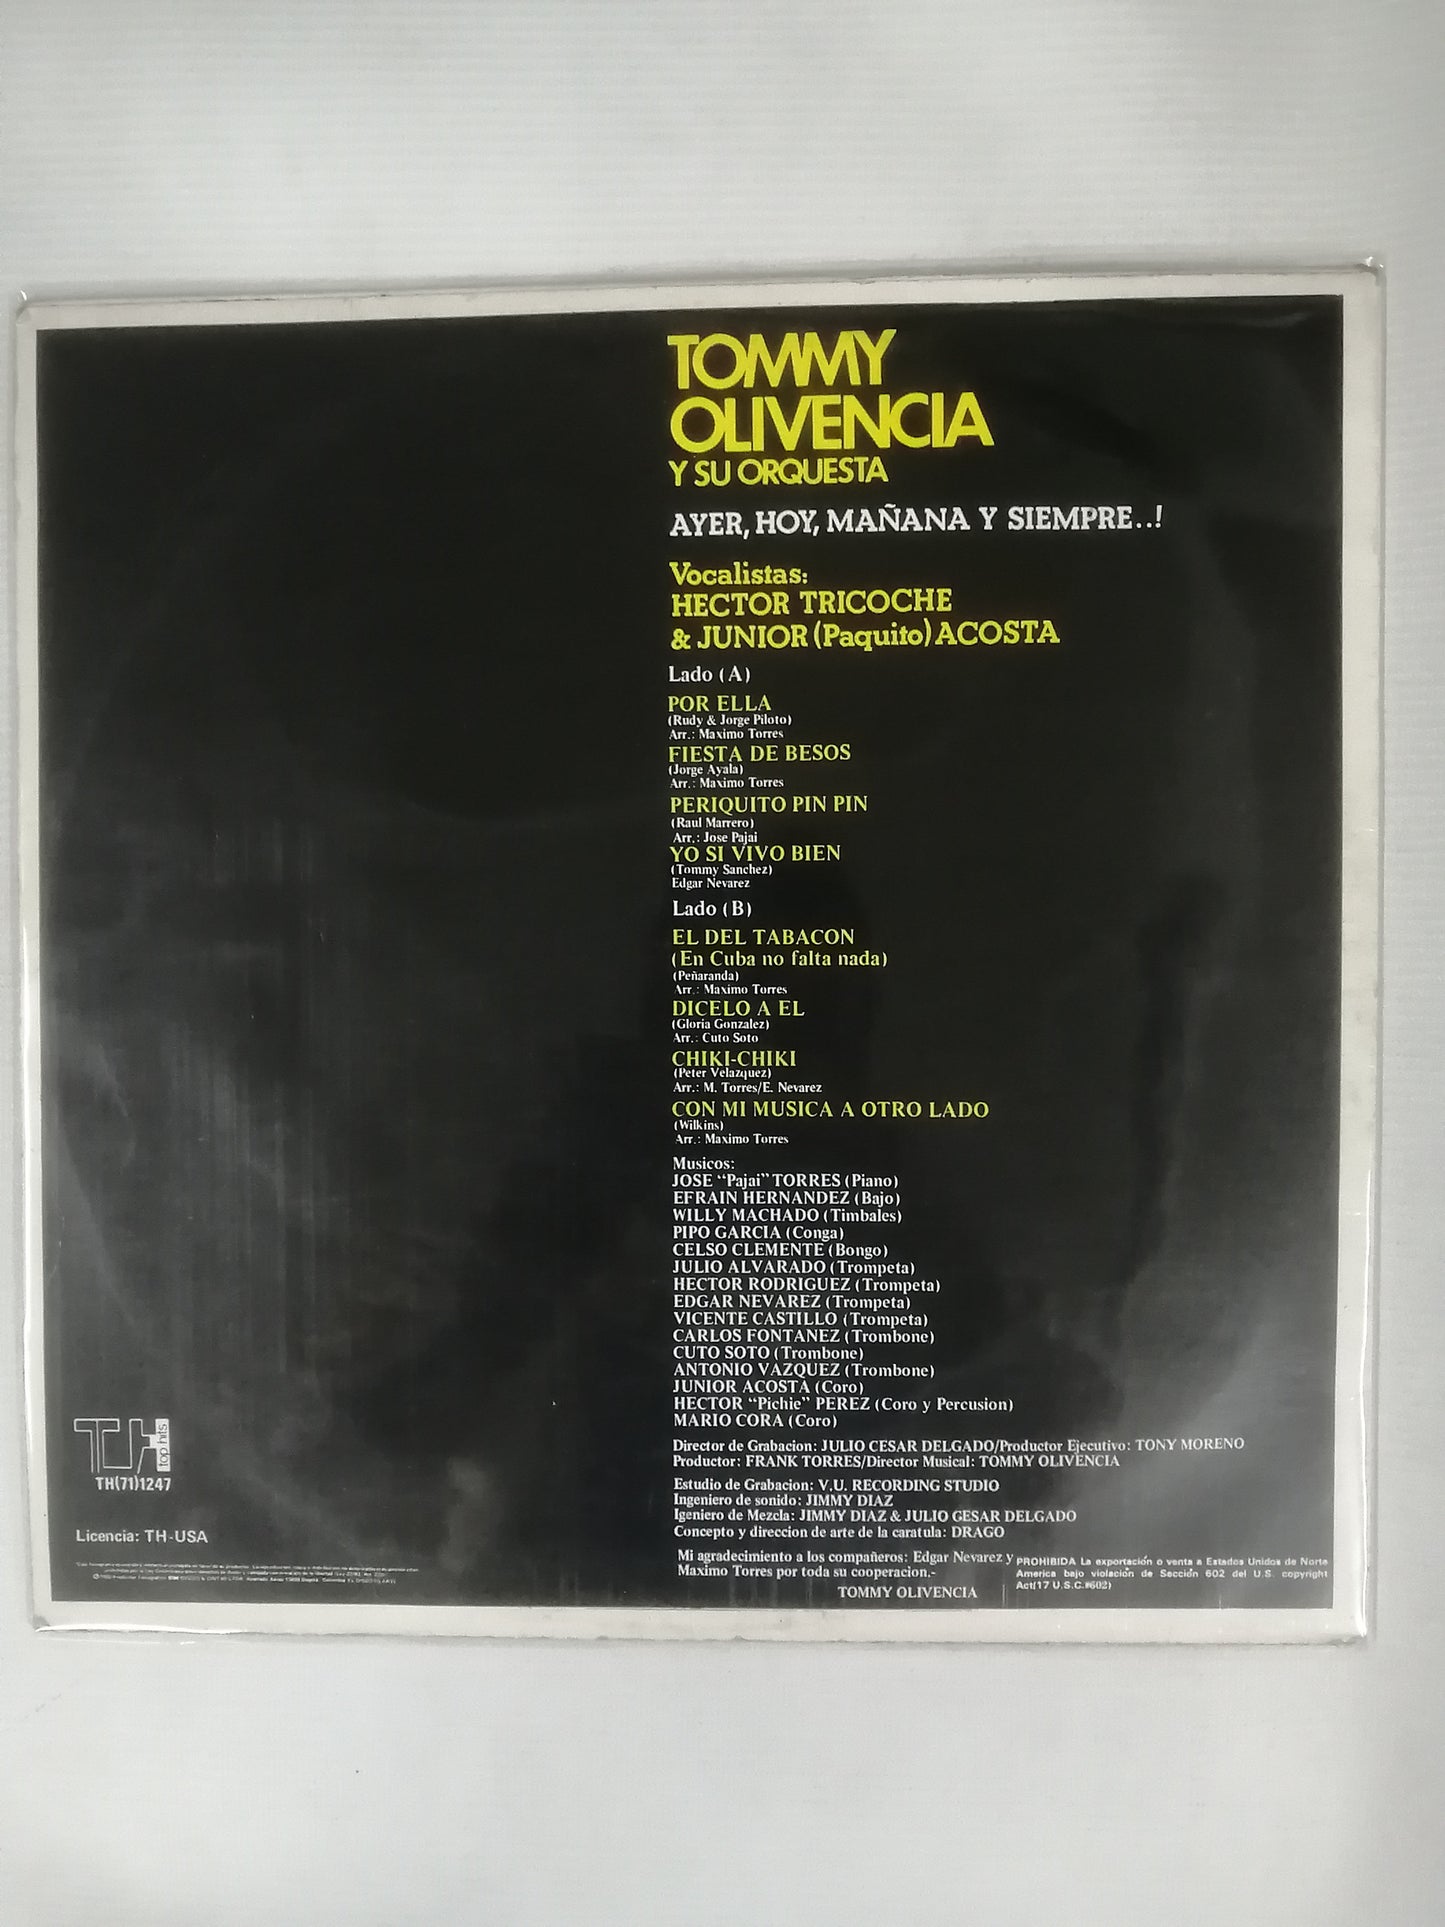 TOMMY
OLIVENCIA
Y SU ORQUESTA
AYER, HOY, MAÑANA Y SIEMPRE..!
Vocalistas:
HECTOR TRICOCHE
& JUNIOR (Paquito) ACOSTA
Lado (A)
POR ELLA
(Rudy & Jorge Piloto)
Arr.: Maximo Torres
FIESTA DE BESOS
(Jorge Ayala)
Arr.: Maximo Torres
PERIQUITO PIN PIN
(Raul Marrero)
Arr.: Jose Pajai
YO SI VIVO BIEN
(Tommy Sanchez)
Edgar Nevarez
Lado (B)
EL DEL TABACON
(En Cuba no falta nada)
(Peñaranda)
Arr.: Maximo Torres
DICELO A EL
(Gloria Gonzalez)
Arr.: Cuto Soto
CHIKI-CHIKI
(Peter Velazquez)
Arr.: M. Torres/E. Nevarez
CON MI MUSICA A OTRO LADO
(Wilkins)
Arr.: Maximo Torres
Musicos:
JOSE "Pajai" TORRES (Piano)
EFRAIN HERNANDEZ (Bajo)
WILLY MACHADO (Timbales)
PIPO GARCIA (Conga)
CELSO CLEMENTE (Bongo)
JULIO ALVARADO (Trompeta)
HECTOR RODRIGUEZ (Trompeta)
EDGAR NEVAREZ (Trompeta)
VICENTE CASTILLO (Trompeta)
CARLOS FONTANEZ (Trombone)
CUTO SOTO (Trombone)
ANTONIO VAZQUEZ (Trombone)
JUNIOR ACOSTA (Coro)
HECTOR "Pichie" PEREZ (Coro y Percusion)
MARIO CORA (Coro)
Director de Grabacion: JULIO CESAR DELGADO/Productor Ejecutivo: TONY MORENO
Productor: FRANK TORRES/Director Musical: TOMMY OLIVENCIA
Estudio de Grabacion: V.U. RECORDING STUDIO
Ingeniero de sonido: JIMMY DIAZ
Igeniero de Mezcla: JIMMY DIAZ & JULIO GESAR DELGADO
Concepto y direccion de arte de la caratula: DRAGO
Mi agradecimiento a los compañeros: Edgar Nevarez y
Maximo Torres por toda su cooperacion.-
TOMMY OLIVENCIA
PROHIBIDA La exportación o venta a Estados Unidos de Norte
America bajo violación de Sección 602 del U.S. copyright
Act(17 U.S.C.#602)
TH top hits
TH(71)1247
Licencia: TH-USA